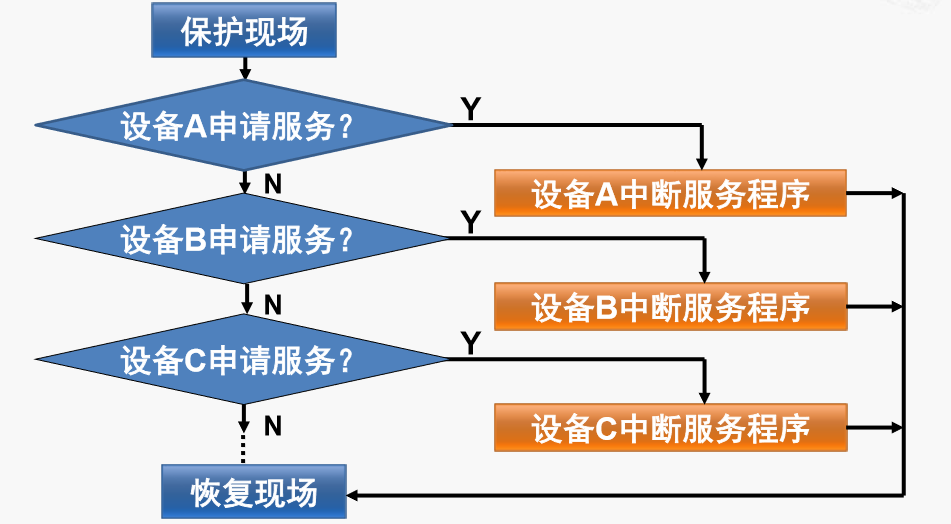 保护现场
设备A申请服务？
Y
N
设备A中断服务程序
设备B申请服务？
Y
N
设备B中断服务程序
设备C申请服务？
Y
N
设备C中断服务程序
恢复现场